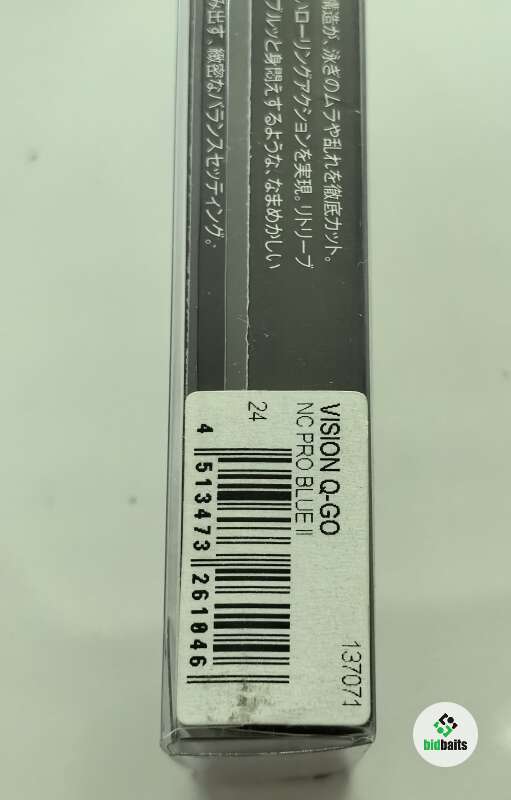 構造が、泳ぎのムラや乱れを徹底カット。
いローリングアクションを実現。リトリーブ
ブルッと身悶えするような、なまめかしい
み出す、緻密なバランスセッティング。
VISION Q-GO
NC PRO BLUE II
24
137071
4 513473 261046
bidbaits